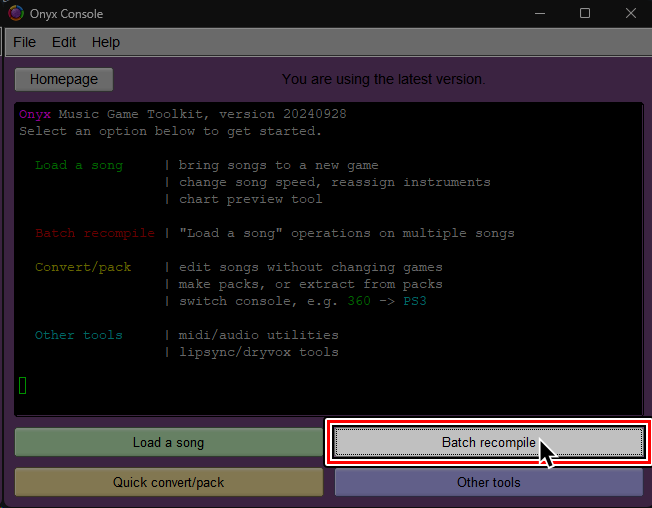 Onyx Console
File Edit Help
Homepage You are using the latest version.
Onyx Music Game Toolkit, version 20240928
Select an option below to get started.
Load a song | bring songs to a new game
| change song speed, reassign instruments
| chart preview tool
Batch recompile | "Load a song" operations on multiple songs
Convert/pack | edit songs without changing games
| make packs, or extract from packs
| switch console, e.g. 360 -> PS3
Other tools | midi/audio utilities
| lipsync/dryvox tools
Load a song Batch recompile
Quick convert/pack Other tools